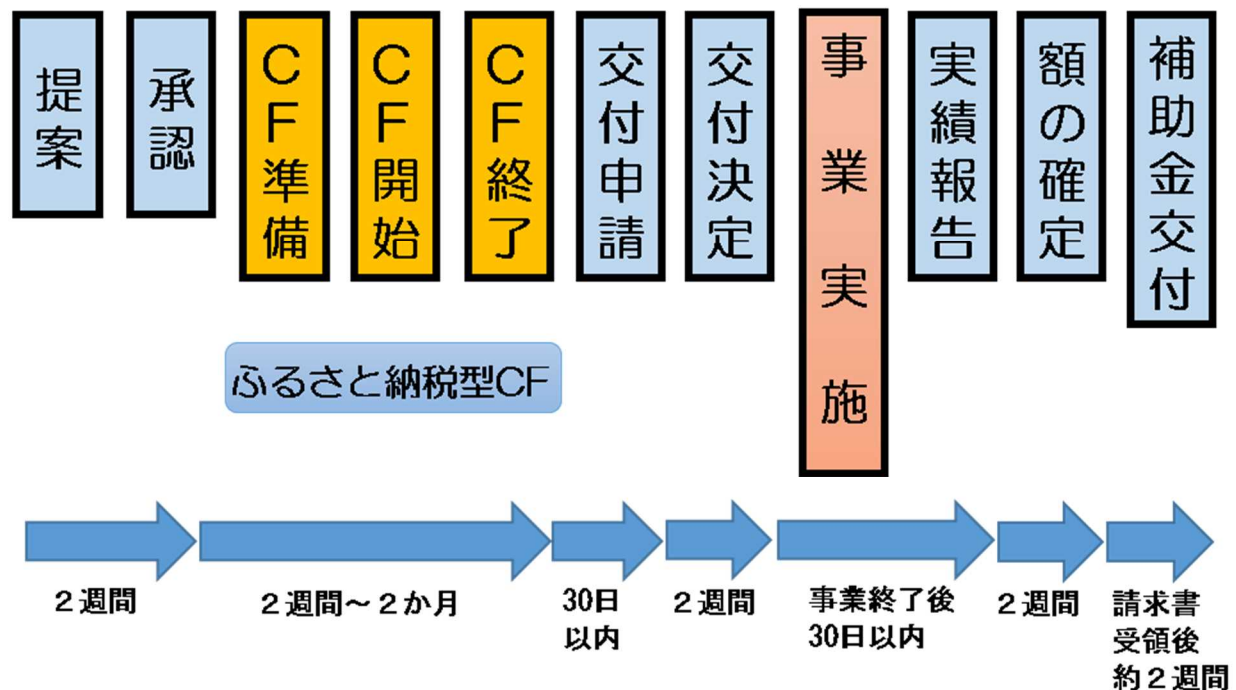 提案
承認
CF準備
CF開始
CF終了
交付申請
交付決定
事業実施
実績報告
額の確定
補助金交付
ふるさと納税型CF
２週間
２週間～２か月
30日
以内
２週間
事業終了後
30日以内
２週間
請求書
受領後
約２週間